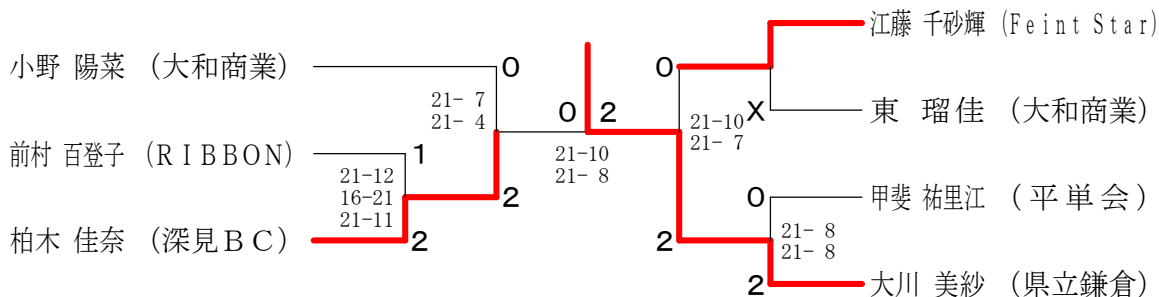 江藤 千砂輝 (Feint Star)
小野 陽菜 (大和商業)
0
0
21- 7
21- 4
0
2
21-10
21- 7
X
東 瑠佳 (大和商業)
前村 百登子 (RIBBON)
1
21-10
21- 8
21-12
16-21
21-11
2
0
甲斐 祐里江 (平単会)
柏木 佳奈 (深見BC)
2
2
21- 8
21- 8
2
大川 美紗 (県立鎌倉)